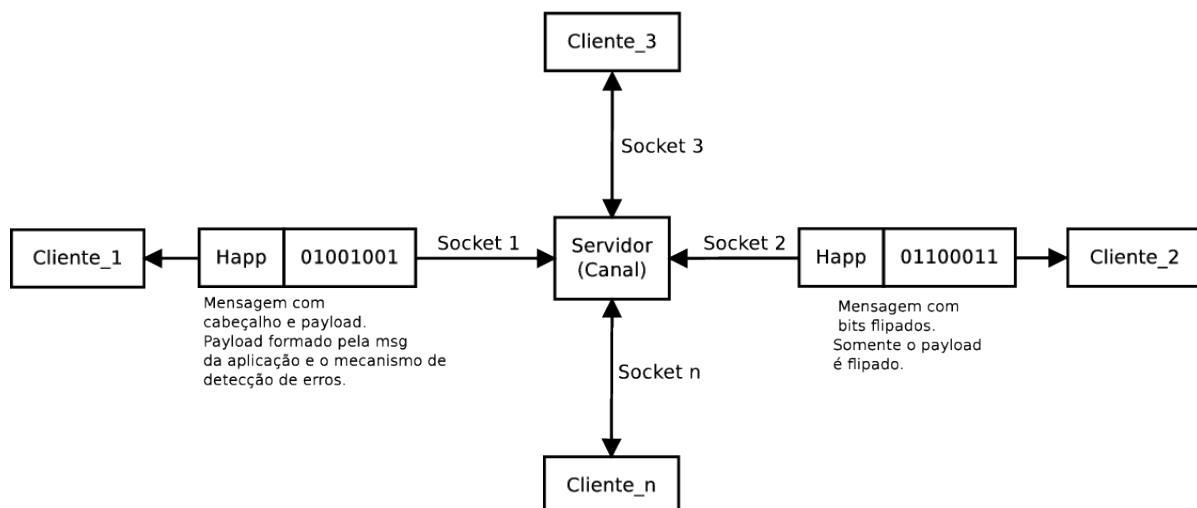 Cliente_3
Socket 3
Cliente_1
Happ
01001001
Socket 1
Servidor
(Canal)
Socket 2
Happ
01100011
Cliente_2
Mensagem com
cabeçalho e payload.
Payload formado pela msg
da aplicação e o mecanismo de
detecção de erros.
Mensagem com
bits flipados.
Somente o payload
é flipado.
Socket n
Cliente_n